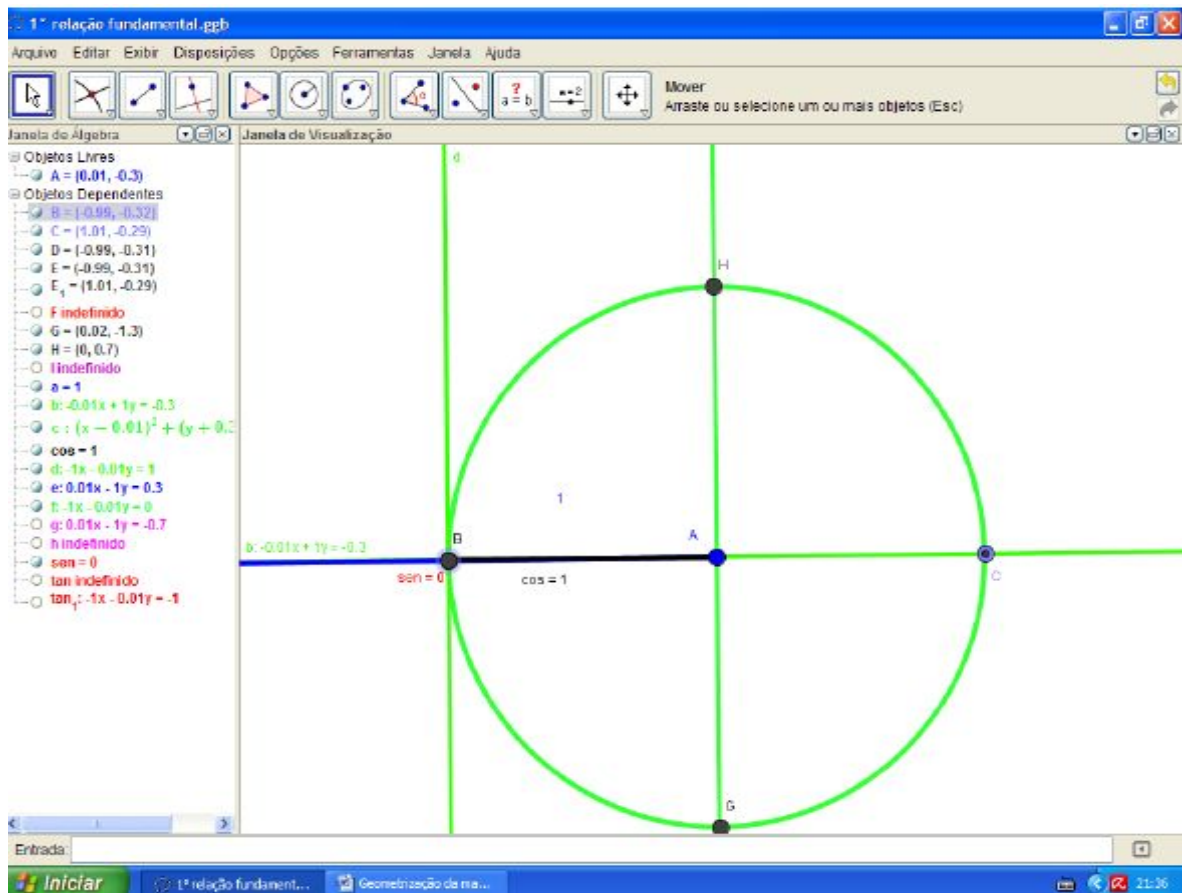 1° relação fundamental.ggb
Arquivo Editar Exibir Disposições Opções Ferramentas Janela Ajuda
? a = b
a=2
Mover
Arraste ou selecione um ou mais objetos (Esc)
Janela de Álgebra
Janela de Visualização
Objetos Livres
A = (0.01, -0.3)
Objetos Dependentes
B = (-0.99, -0.32)
C = (1.01, -0.29)
D = (-0.99, -0.31)
E = (-0.99, -0.31)
E₁ = (1.01, -0.29)
F indefinido
G = (0.02, -1.3)
H = (0, 0.7)
I indefinido
a = 1
b: -0.01x + 1y = -0.3
c : (x − 0.01)² + (y + 0.3
cos = 1
d: -1x - 0.01y = 1
e: 0.01x - 1y = 0.3
f: -1x - 0.01y = 0
g: 0.01x - 1y = -0.7
h indefinido
sen = 0
tan indefinido
tan₁: -1x - 0.01y = -1
d
H
1
A
B
b: -0.01x + 1y = -0.3
sen = 0
cos = 1
C
G
Entrada:
Iniciar
1° relação fundament...
Geometrização da ma...
21:36